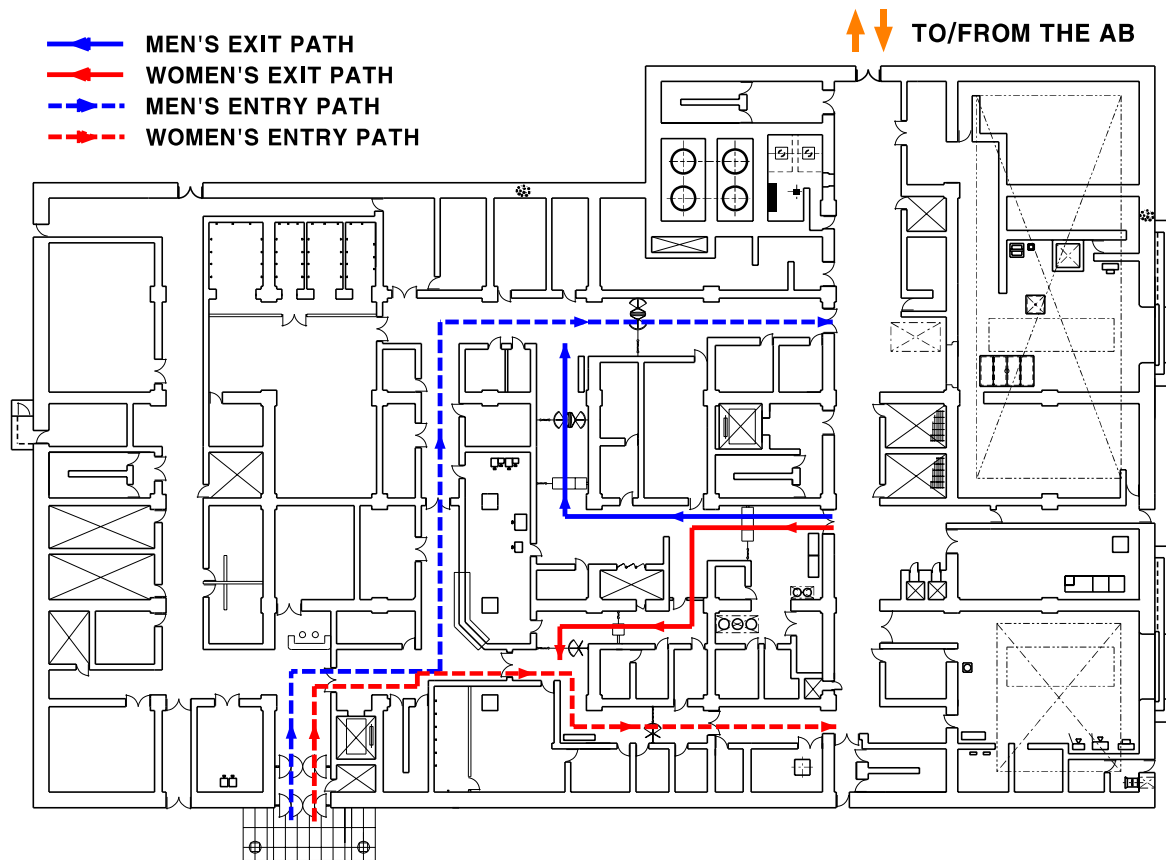 TO/FROM THE AB
MEN'S EXIT PATH
WOMEN'S EXIT PATH
MEN'S ENTRY PATH
WOMEN'S ENTRY PATH